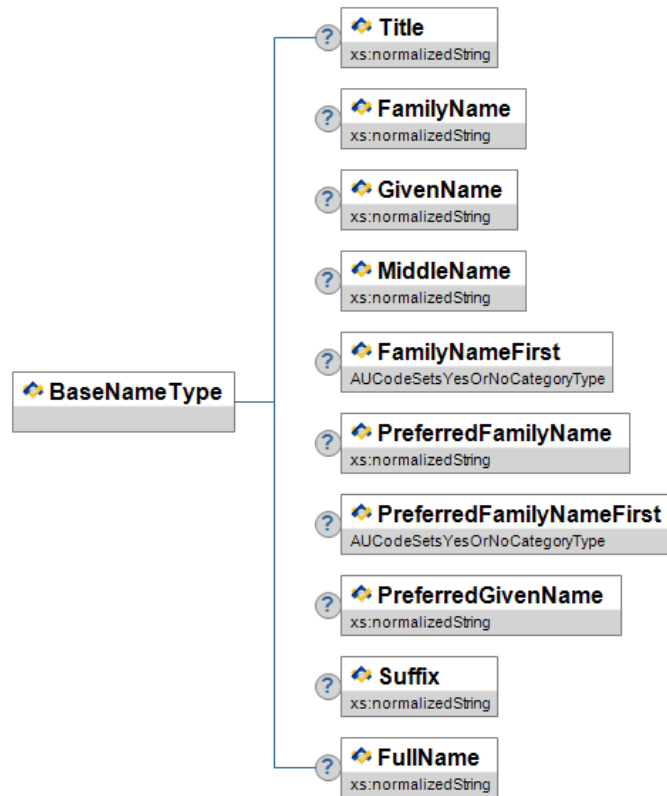 ? Title
xs:normalizedString
? FamilyName
xs:normalizedString
? GivenName
xs:normalizedString
? MiddleName
xs:normalizedString
? FamilyNameFirst
AUCodeSetsYesOrNoCategoryType
BaseNameType
? PreferredFamilyName
xs:normalizedString
? PreferredFamilyNameFirst
AUCodeSetsYesOrNoCategoryType
? PreferredGivenName
xs:normalizedString
? Suffix
xs:normalizedString
? FullName
xs:normalizedString